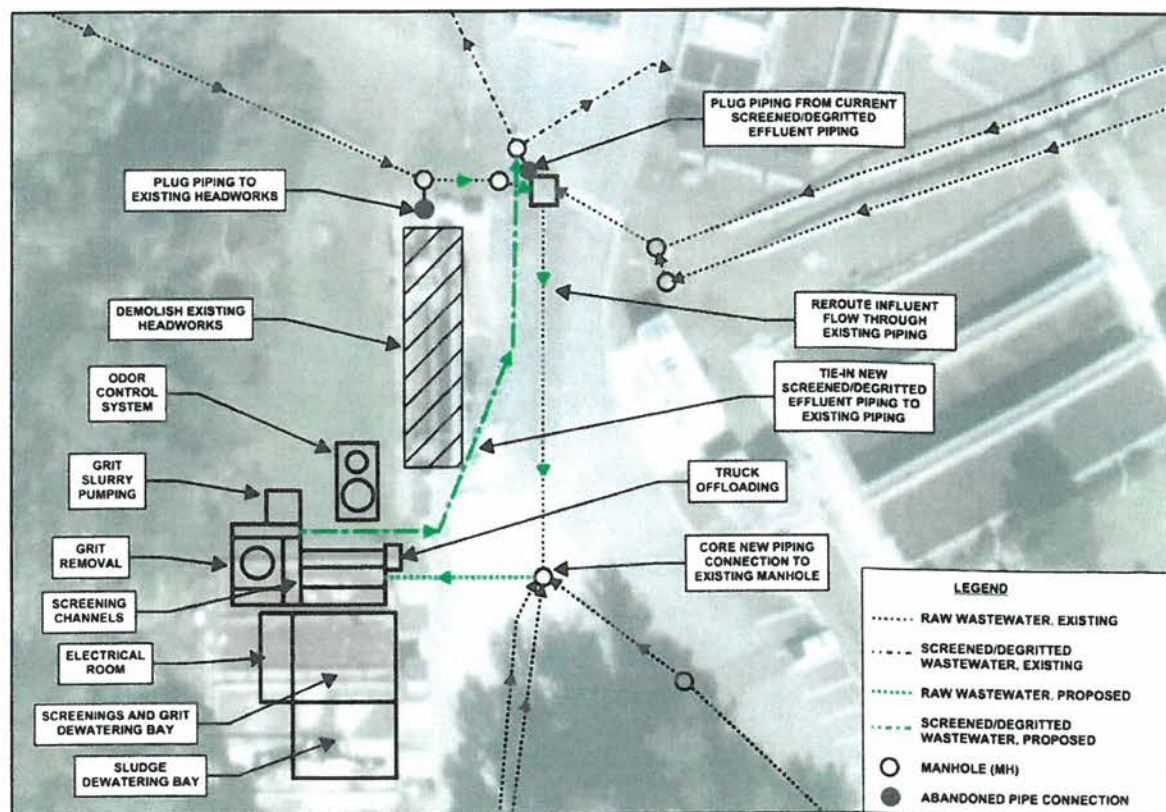 PLUG PIPING FROM CURRENT
SCREENED/DEGRITTED
EFFLUENT PIPING
PLUG PIPING TO
EXISTING HEADWORKS
DEMOLISH EXISTING
HEADWORKS
REROUTE INFLUENT
FLOW THROUGH
EXISTING PIPING
ODOR
CONTROL
SYSTEM
TIE-IN NEW
SCREENED/DEGRITTED
EFFLUENT PIPING TO
EXISTING PIPING
GRIT
SLURRY
PUMPING
TRUCK
OFFLOADING
GRIT
REMOVAL
CORE NEW PIPING
CONNECTION TO
EXISTING MANHOLE
SCREENING
CHANNELS
ELECTRICAL
ROOM
SCREENINGS AND GRIT
DEWATERING BAY
SLUDGE
DEWATERING BAY
LEGEND
RAW WASTEWATER, EXISTING
SCREENED/DEGRITTED
WASTEWATER, EXISTING
RAW WASTEWATER, PROPOSED
SCREENED/DEGRITTED
WASTEWATER, PROPOSED
MANHOLE (MH)
ABANDONED PIPE CONNECTION